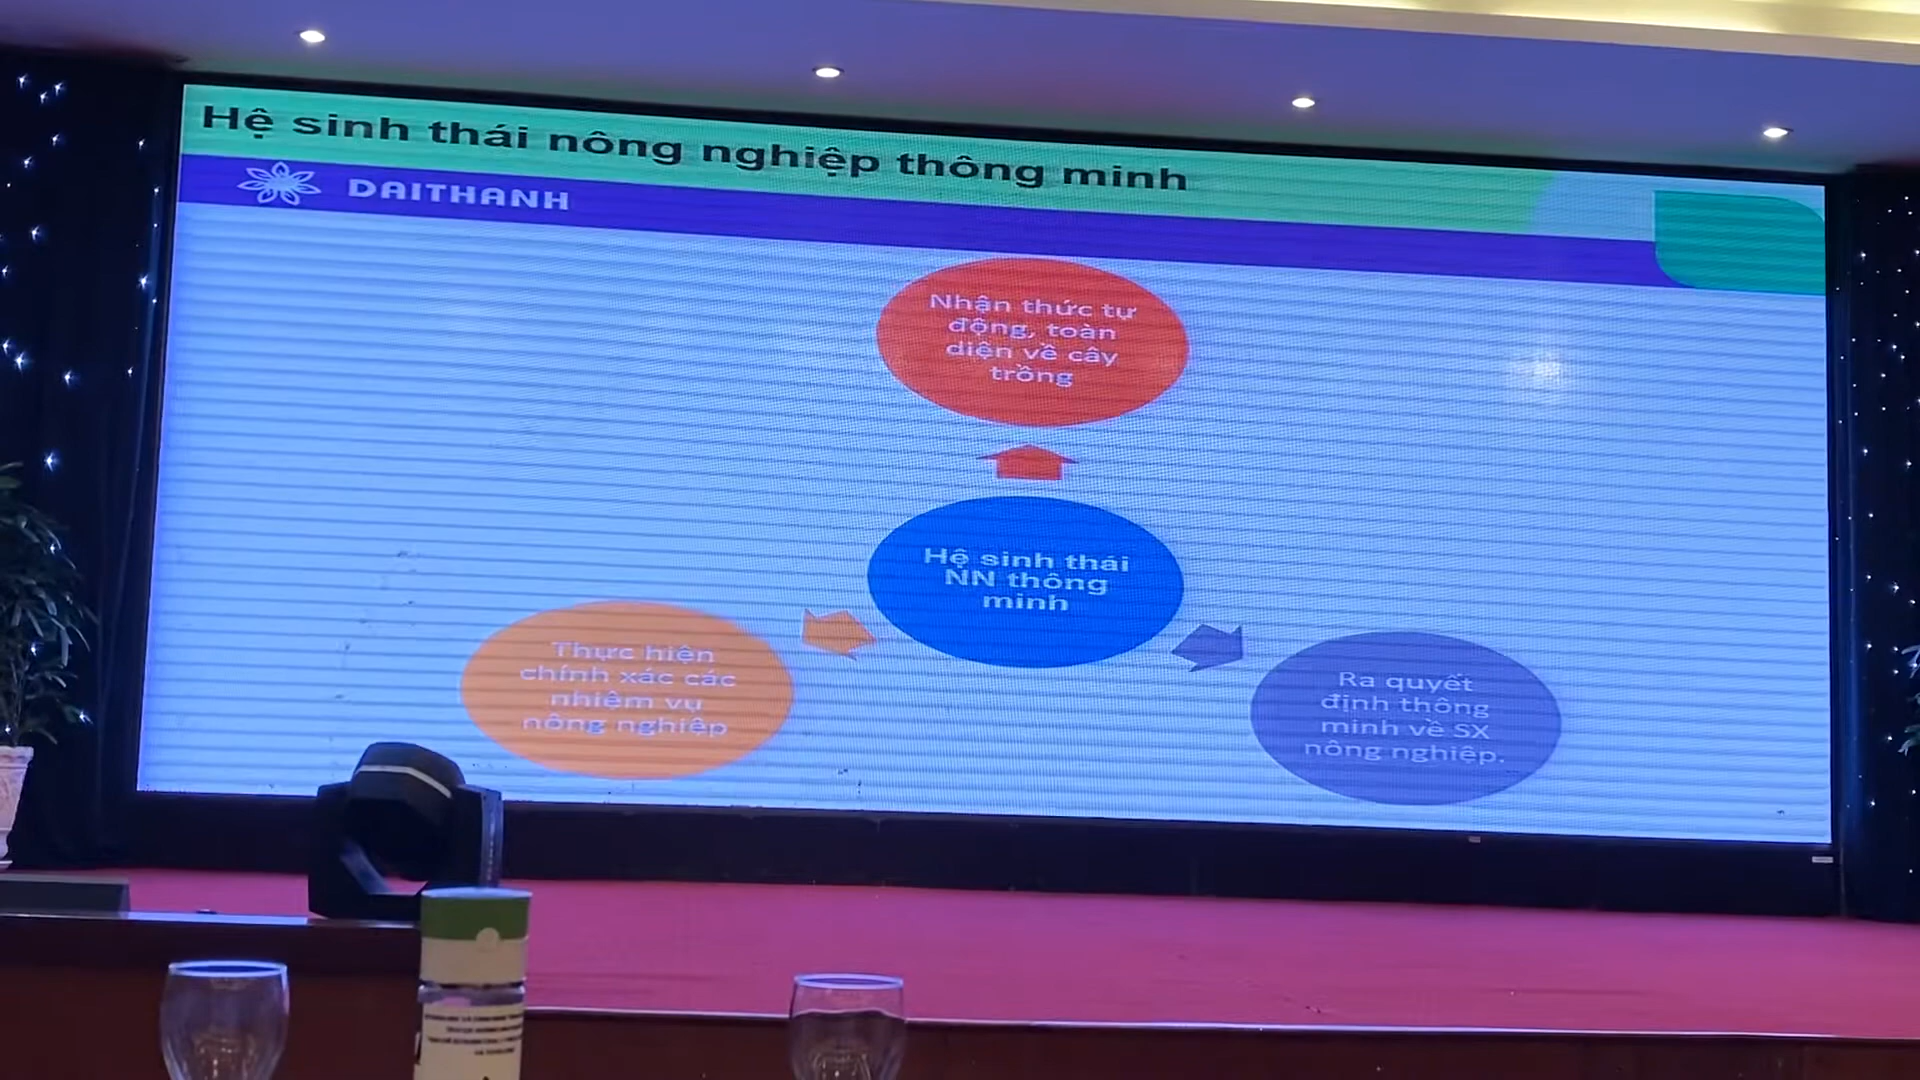 Hệ sinh thái nông nghiệp thông minh
DAITHANH
Nhận thức tự
động, toàn
diện về cây
trồng
Hệ sinh thái
NN thông
minh
Thực hiện
chính xác các
nhiệm vụ
nông nghiệp
Ra quyết
định thông
minh về SX
nông nghiệp.